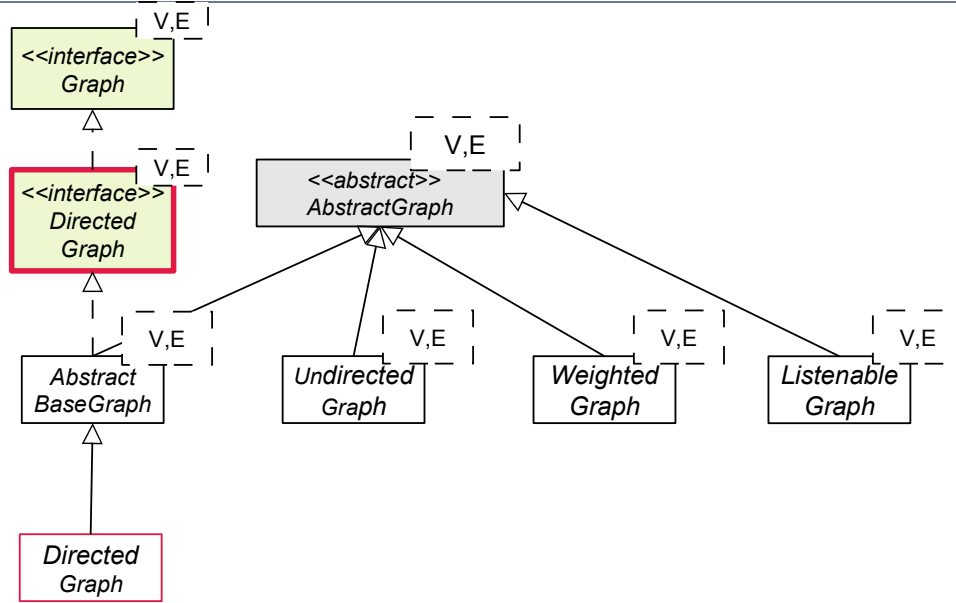 V,E
<<interface>>
Graph
V,E
<<interface>>
Directed
Graph
V,E
<<abstract>>
AbstractGraph
V,E
Abstract
BaseGraph
V,E
Undirected
Graph
V,E
Weighted
Graph
V,E
Listenable
Graph
Directed
Graph